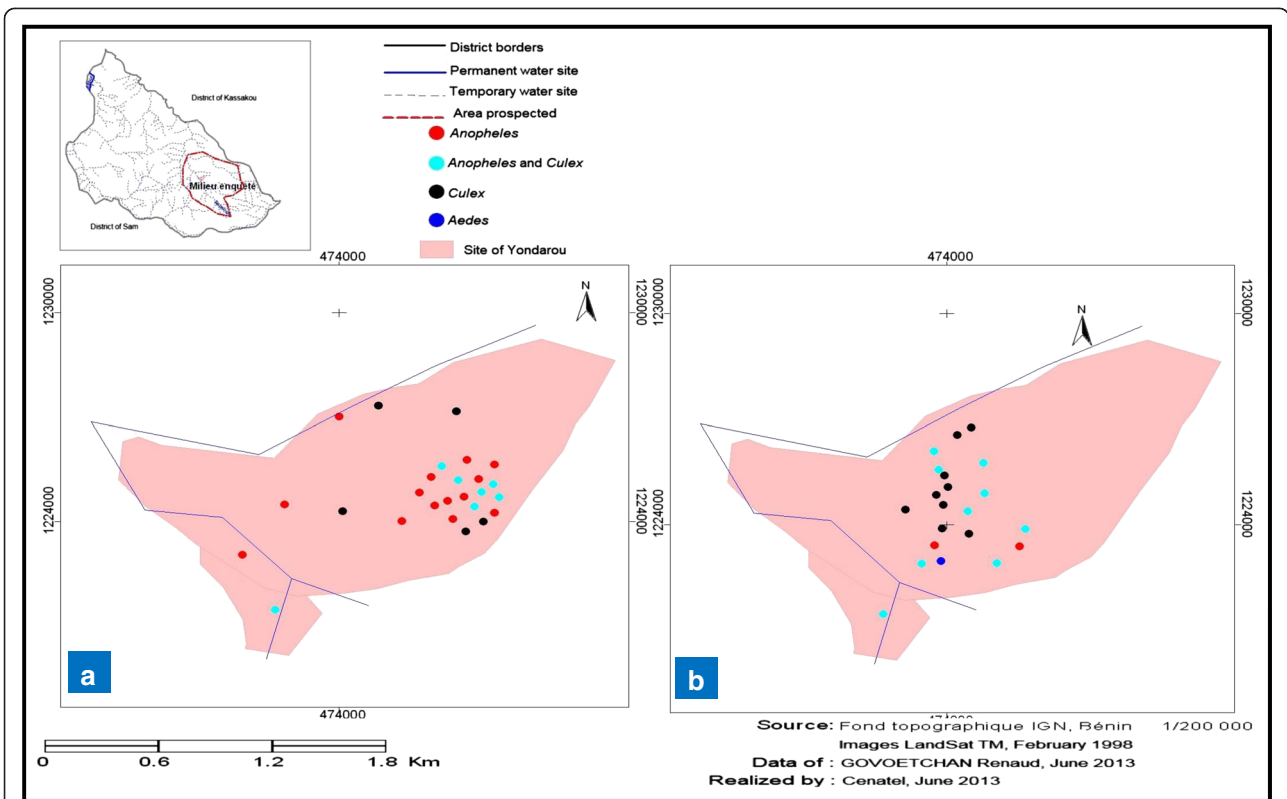 District borders
Permanent water site
Temporary water site
Area prospected
Anopheles
Anopheles and Culex
Culex
Aedes
Site of Yondarou
District of Kassakou
Milieu enquêté
District of Sam
474000
1230000
1224000
N
a
474000
474000
1230000
1230000
1224000
1224000
N
b
474000
0 0.6 1.2 1.8 Km
Source: Fond topographique IGN, Bénin 1/200 000
Images LandSat TM, February 1998
Data of : GOVOETCHAN Renaud, June 2013
Realized by : Cenatel, June 2013